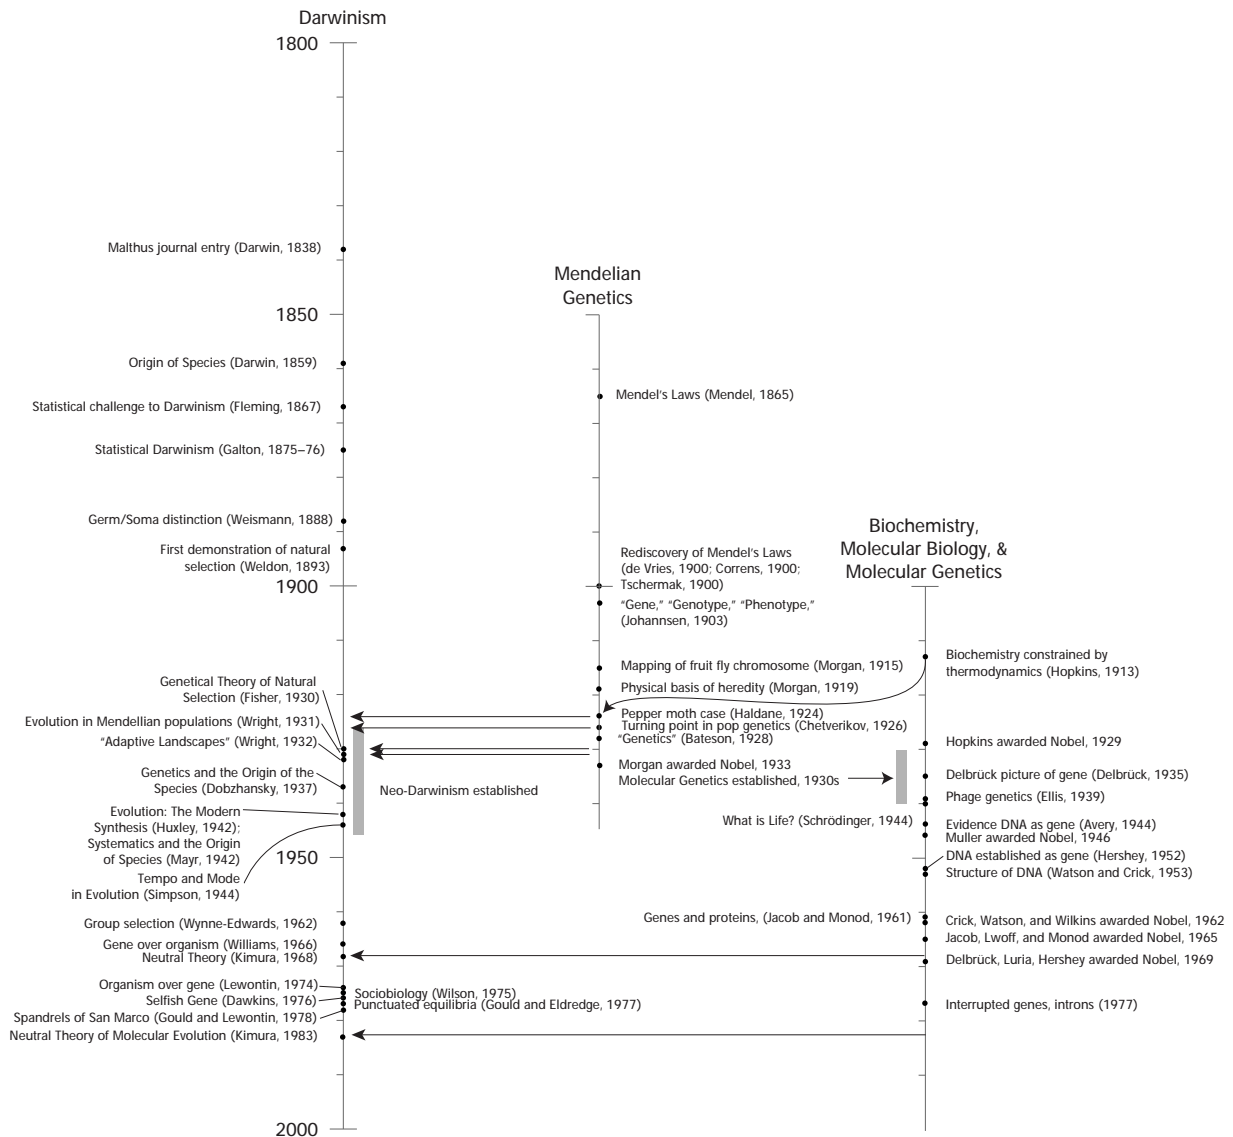 Darwinism
1800
Malthus journal entry (Darwin, 1838)
1850
Origin of Species (Darwin, 1859)
Statistical challenge to Darwinism (Fleming, 1867)
Statistical Darwinism (Galton, 1875–76)
Germ/Soma distinction (Weismann, 1888)
First demonstration of natural
selection (Weldon, 1893)
1900
Genetical Theory of Natural
Selection (Fisher, 1930)
Evolution in Mendellian populations (Wright, 1931)
“Adaptive Landscapes” (Wright, 1932)
Genetics and the Origin of the
Species (Dobzhansky, 1937)
Neo-Darwinism established
Evolution: The Modern
Synthesis (Huxley, 1942);
Systematics and the Origin
of Species (Mayr, 1942)
1950
Tempo and Mode
in Evolution (Simpson, 1944)
Group selection (Wynne-Edwards, 1962)
Gene over organism (Williams, 1966)
Neutral Theory (Kimura, 1968)
Organism over gene (Lewontin, 1974)
Sociobiology (Wilson, 1975)
Selfish Gene (Dawkins, 1976)
Punctuated equilibria (Gould and Eldredge, 1977)
Spandrels of San Marco (Gould and Lewontin, 1978)
Neutral Theory of Molecular Evolution (Kimura, 1983)
2000
Mendelian
Genetics
Mendel’s Laws (Mendel, 1865)
Rediscovery of Mendel’s Laws
(de Vries, 1900; Correns, 1900;
Tschermak, 1900)
“Gene,” “Genotype,” “Phenotype,”
(Johannsen, 1903)
Mapping of fruit fly chromosome (Morgan, 1915)
Physical basis of heredity (Morgan, 1919)
Pepper moth case (Haldane, 1924)
Turning point in pop genetics (Chetverikov, 1926)
“Genetics” (Bateson, 1928)
Morgan awarded Nobel, 1933
Molecular Genetics established, 1930s
Biochemistry,
Molecular Biology, &
Molecular Genetics
Biochemistry constrained by
thermodynamics (Hopkins, 1913)
Hopkins awarded Nobel, 1929
Delbrück picture of gene (Delbrück, 1935)
Phage genetics (Ellis, 1939)
What is Life? (Schrödinger, 1944)
Evidence DNA as gene (Avery, 1944)
Muller awarded Nobel, 1946
DNA established as gene (Hershey, 1952)
Structure of DNA (Watson and Crick, 1953)
Genes and proteins, (Jacob and Monod, 1961)
Crick, Watson, and Wilkins awarded Nobel, 1962
Jacob, Lwoff, and Monod awarded Nobel, 1965
Delbrück, Luria, Hershey awarded Nobel, 1969
Interrupted genes, introns (1977)